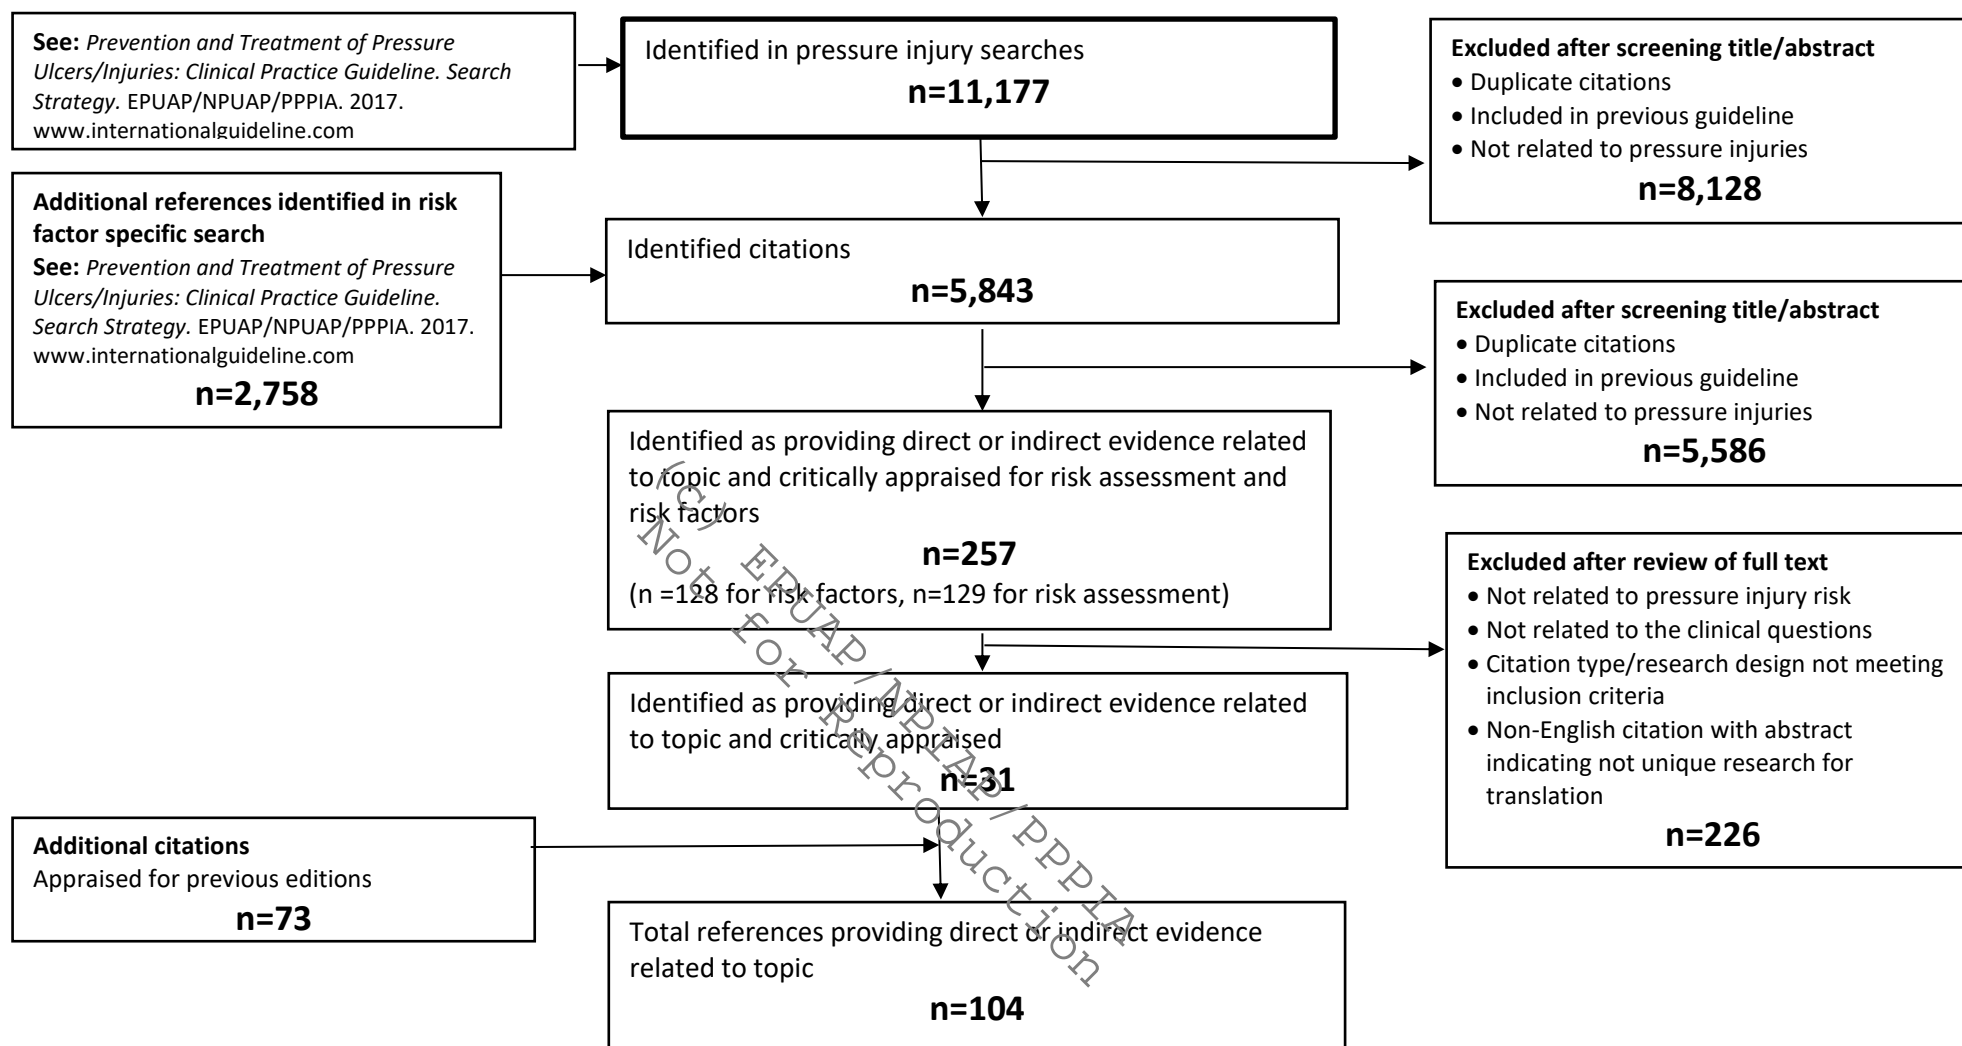 See: Prevention and Treatment of Pressure
Ulcers/Injuries: Clinical Practice Guideline. Search
Strategy. EPUAP/NPUAP/PPPIA. 2017.
www.internationalguideline.com
Identified in pressure injury searches
n=11,177
Excluded after screening title/abstract
• Duplicate citations
• Included in previous guideline
• Not related to pressure injuries
n=8,128
Additional references identified in risk
factor specific search
See: Prevention and Treatment of Pressure
Ulcers/Injuries: Clinical Practice Guideline.
Search Strategy. EPUAP/NPUAP/PPPIA. 2017.
www.internationalguideline.com
n=2,758
Identified citations
n=5,843
Excluded after screening title/abstract
• Duplicate citations
• Included in previous guideline
• Not related to pressure injuries
n=5,586
Identified as providing direct or indirect evidence related
to topic and critically appraised for risk assessment and
risk factors
n=257
(n =128 for risk factors, n=129 for risk assessment)
Excluded after review of full text
• Not related to pressure injury risk
• Not related to the clinical questions
• Citation type/research design not meeting
inclusion criteria
• Non-English citation with abstract
indicating not unique research for
translation
n=226
Identified as providing direct or indirect evidence related
to topic and critically appraised
n=31
Additional citations
Appraised for previous editions
n=73
Total references providing direct or indirect evidence
related to topic
n=104
(c) EPUAP/NPIAP/PPPIA
Not for Reproduction